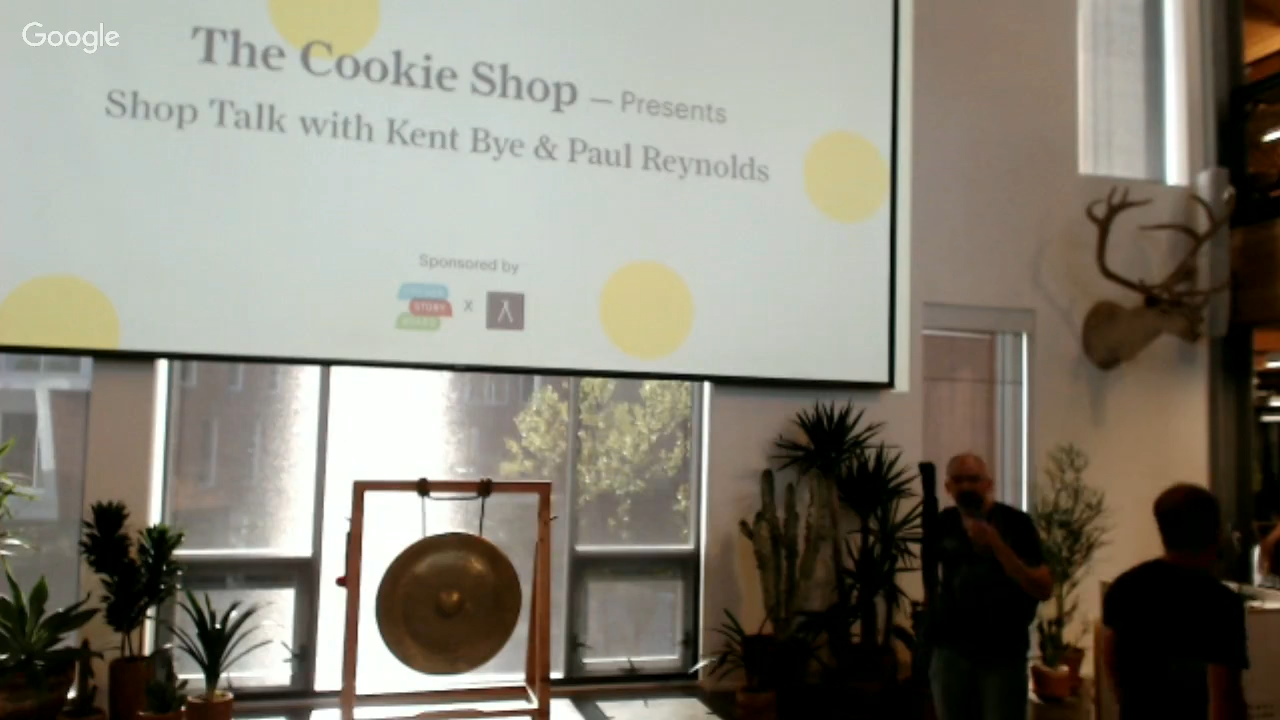 Google
The Cookie Shop — Presents
Shop Talk with Kent Bye & Paul Reynolds
Sponsored by
STORY
X